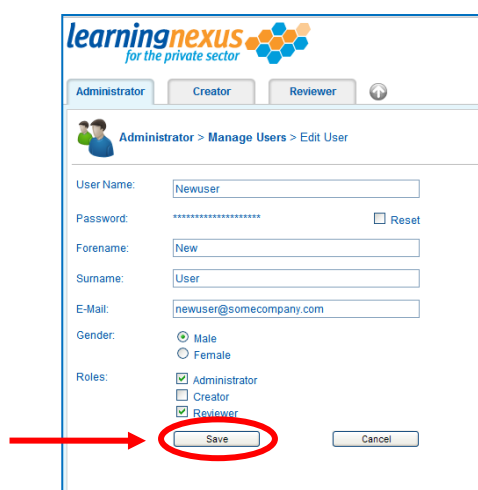 learningnexus
for the private sector
Administrator Creator Reviewer
Administrator > Manage Users > Edit User
User Name: Newuser
Password: ******************** Reset
Forename: New
Surname: User
E-Mail: newuser@somecompany.com
Gender: Male
Female
Roles: Administrator
Creator
Reviewer
Save Cancel